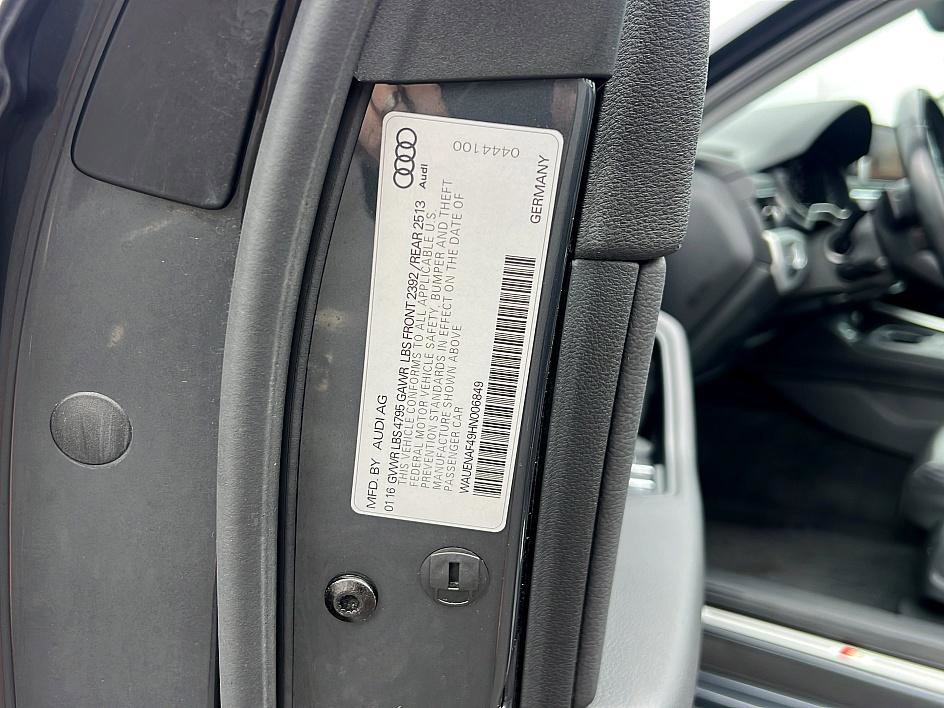 MFD. BY AUDI AG
Audi
01 16 GVWR LBS 4795 GAWR LBS FRONT 2392 /REAR 2513
THIS VEHICLE CONFORMS TO ALL APPLICABLE U.S.
FEDERAL MOTOR VEHICLE SAFETY, BUMPER AND THEFT
PREVENTION STANDARDS IN EFFECT ON THE DATE OF
MANUFACTURE SHOWN ABOVE
PASSENGER CAR
0444100
WAUENAF49HN006849
GERMANY